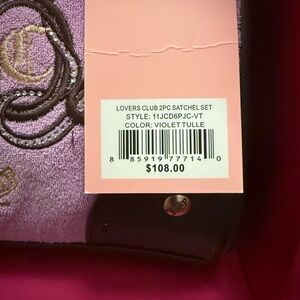 C
LOVERS CLUB 2PC SATCHEL SET
STYLE: 11JCD6PJC-VT
COLOR: VIOLET TULLE
8 85919 77714 0
$108.00